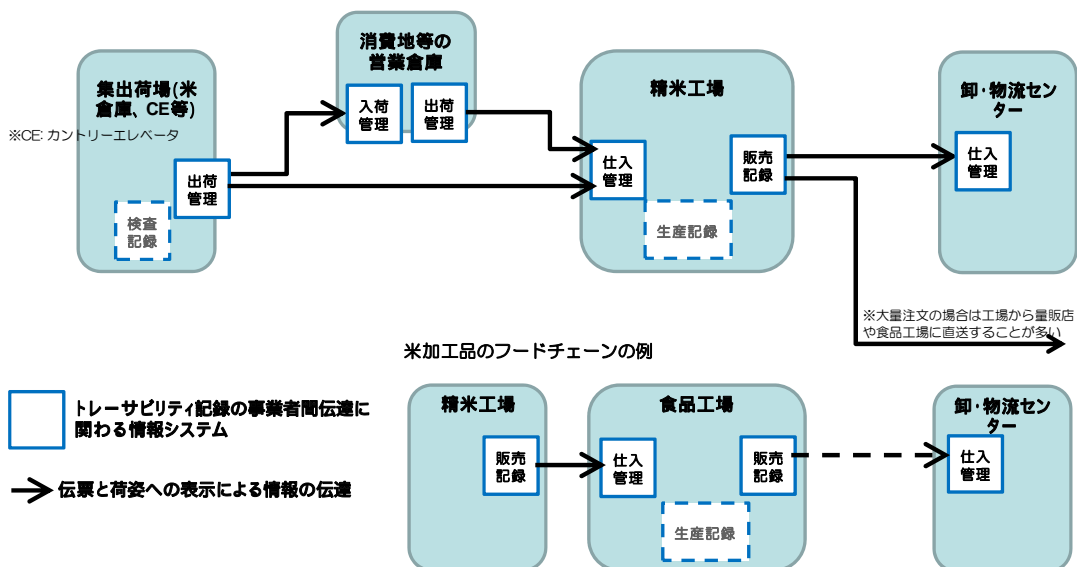 消費地等の
営業倉庫
入荷
管理
出荷
管理
集出荷場(米
倉庫、CE等)
※CE: カントリーエレベータ
出荷
管理
検査
記録
精米工場
仕入
管理
販売
記録
生産記録
卸・物流セン
ター
仕入
管理
※大量注文の場合は工場から量販店
や食品工場に直送することが多い
米加工品のフードチェーンの例
トレーサビリティ記録の事業者間伝達に
関わる情報システム
伝票と荷姿への表示による情報の伝達
精米工場
販売
記録
食品工場
仕入
管理
販売
記録
生産記録
卸・物流セン
ター
仕入
管理